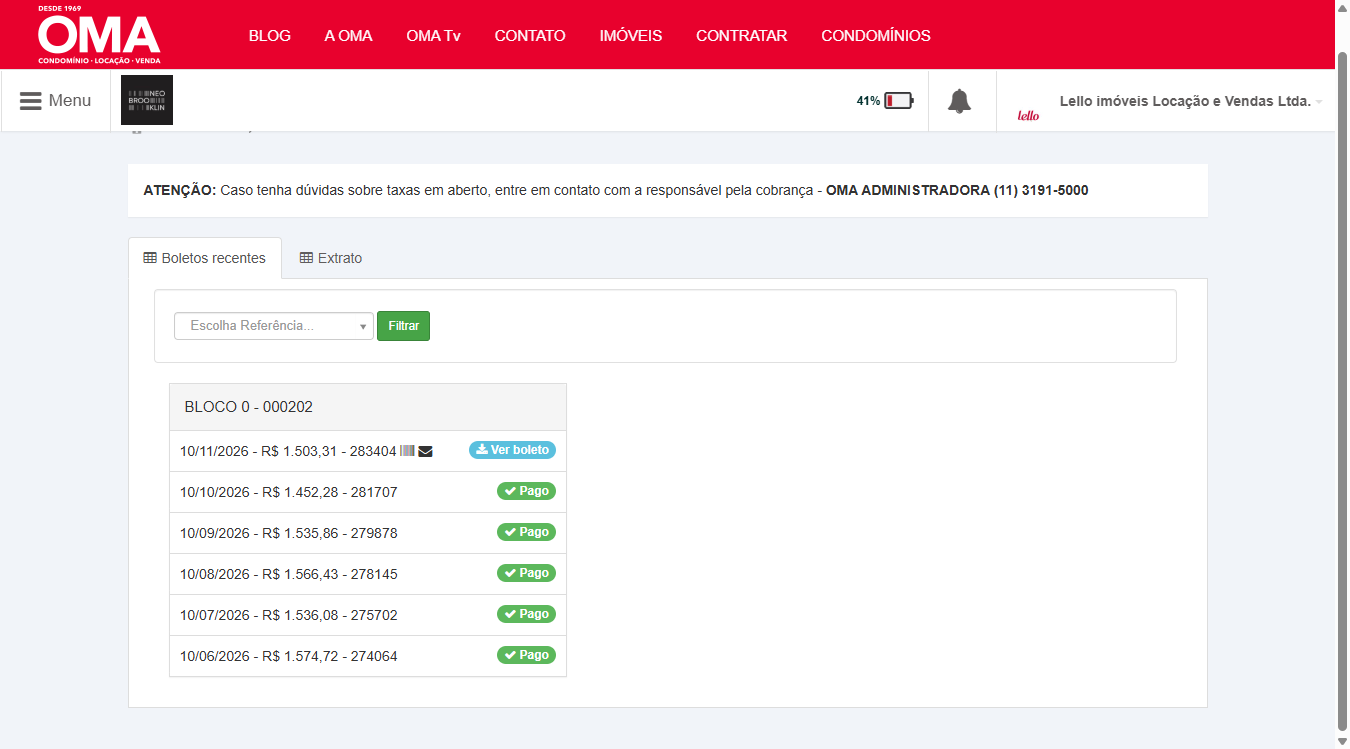 DESDE 1969
OMA
CONDOMÍNIO · LOCAÇÃO · VENDA
BLOG A OMA OMA Tv CONTATO IMÓVEIS CONTRATAR CONDOMÍNIOS
Menu
NEO
BROO
KLIN
41%
lello
Lello imóveis Locação e Vendas Ltda.
ATENÇÃO: Caso tenha dúvidas sobre taxas em aberto, entre em contato com a responsável pela cobrança - OMA ADMINISTRADORA (11) 3191-5000
Boletos recentes Extrato
Escolha Referência... Filtrar
BLOCO 0 - 000202
10/11/2026 - R$ 1.503,31 - 283404 Ver boleto
10/10/2026 - R$ 1.452,28 - 281707 Pago
10/09/2026 - R$ 1.535,86 - 279878 Pago
10/08/2026 - R$ 1.566,43 - 278145 Pago
10/07/2026 - R$ 1.536,08 - 275702 Pago
10/06/2026 - R$ 1.574,72 - 274064 Pago